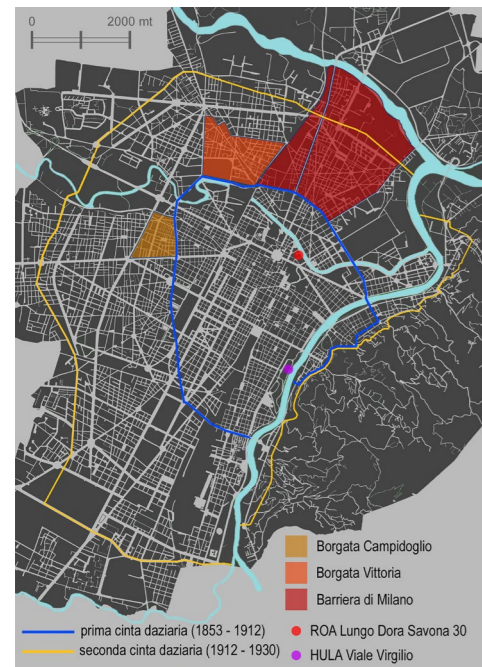 0 2000 mt
Borgata Campidoglio
Borgata Vittoria
Barriera di Milano
prima cinta daziaria (1853 - 1912) ROA Lungo Dora Savona 30
seconda cinta daziaria (1912 - 1930) HULA Viale Virgilio